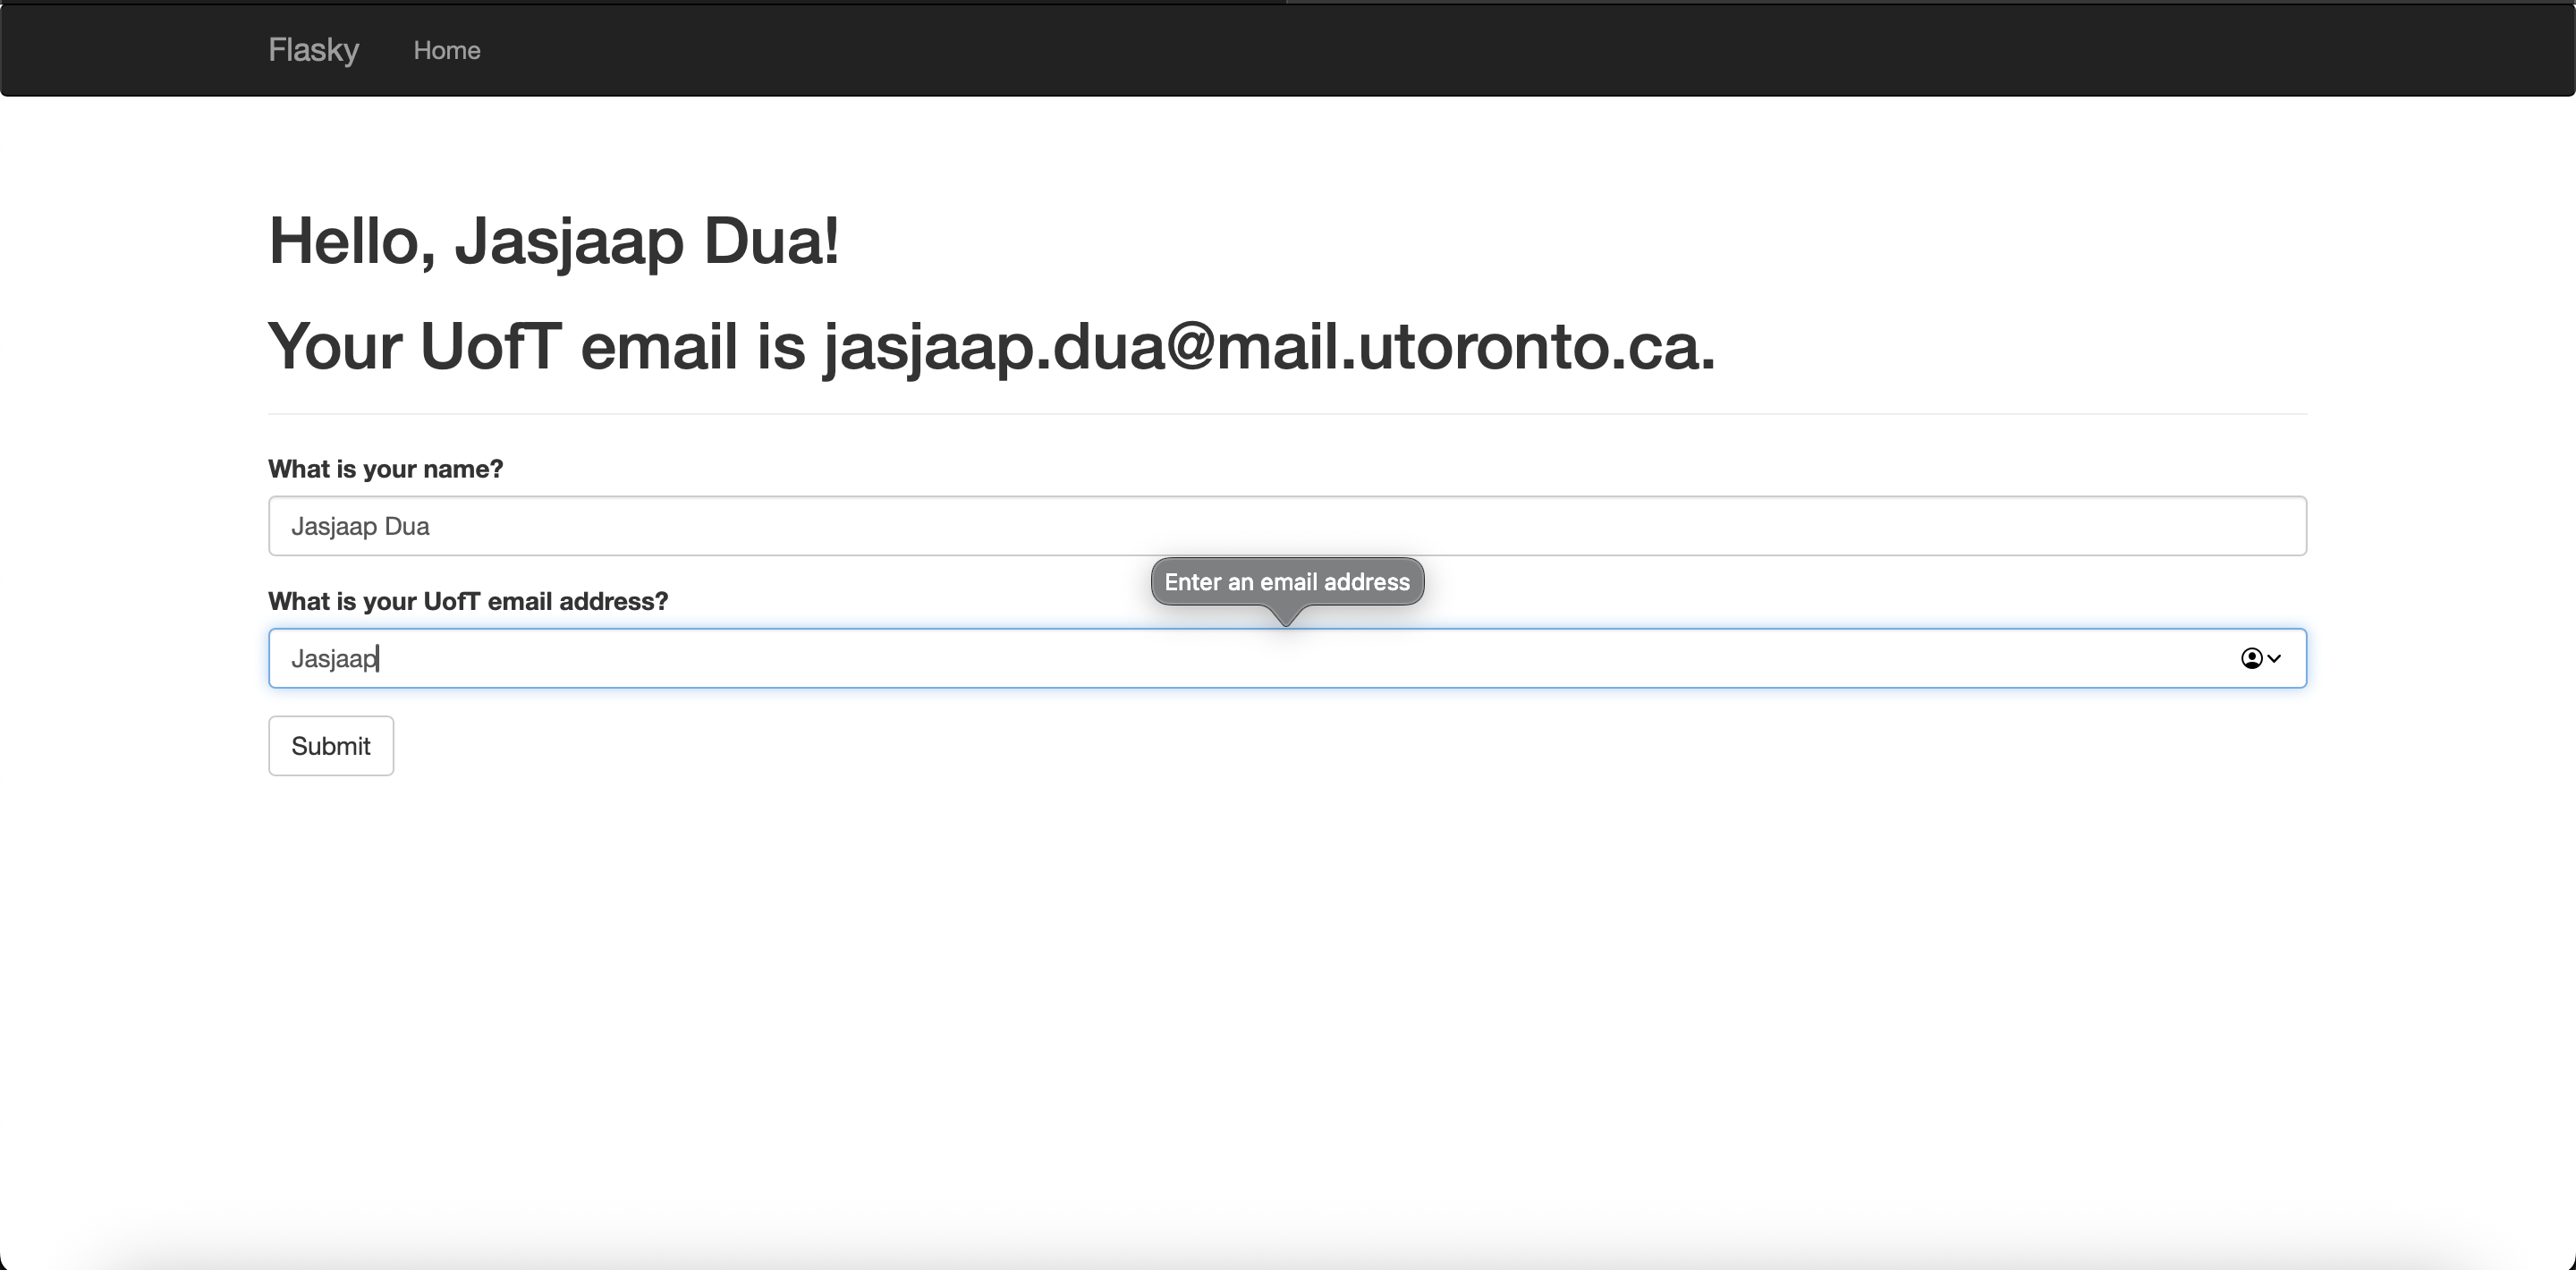 Flasky Home
Hello, Jasjaap Dua!
Your UofT email is jasjaap.dua@mail.utoronto.ca.
What is your name?
Jasjaap Dua
Enter an email address
What is your UofT email address?
Jasjaap
Submit